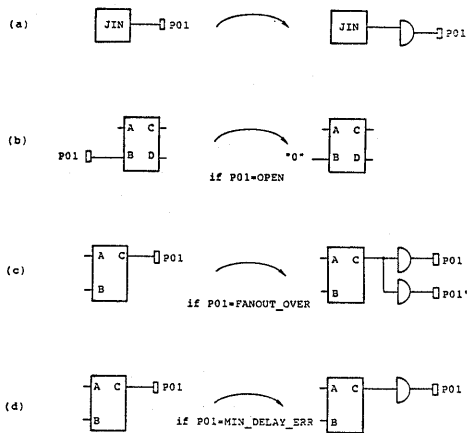 (a) JIN P01 JIN P01
(b) A C B D P01 "0" A C B D
if P01=OPEN
(c) A C B P01 A C B P01 P01'
if P01=FANOUT_OVER
(d) A C B P01 A C B P01
if P01=MIN_DELAY_ERR